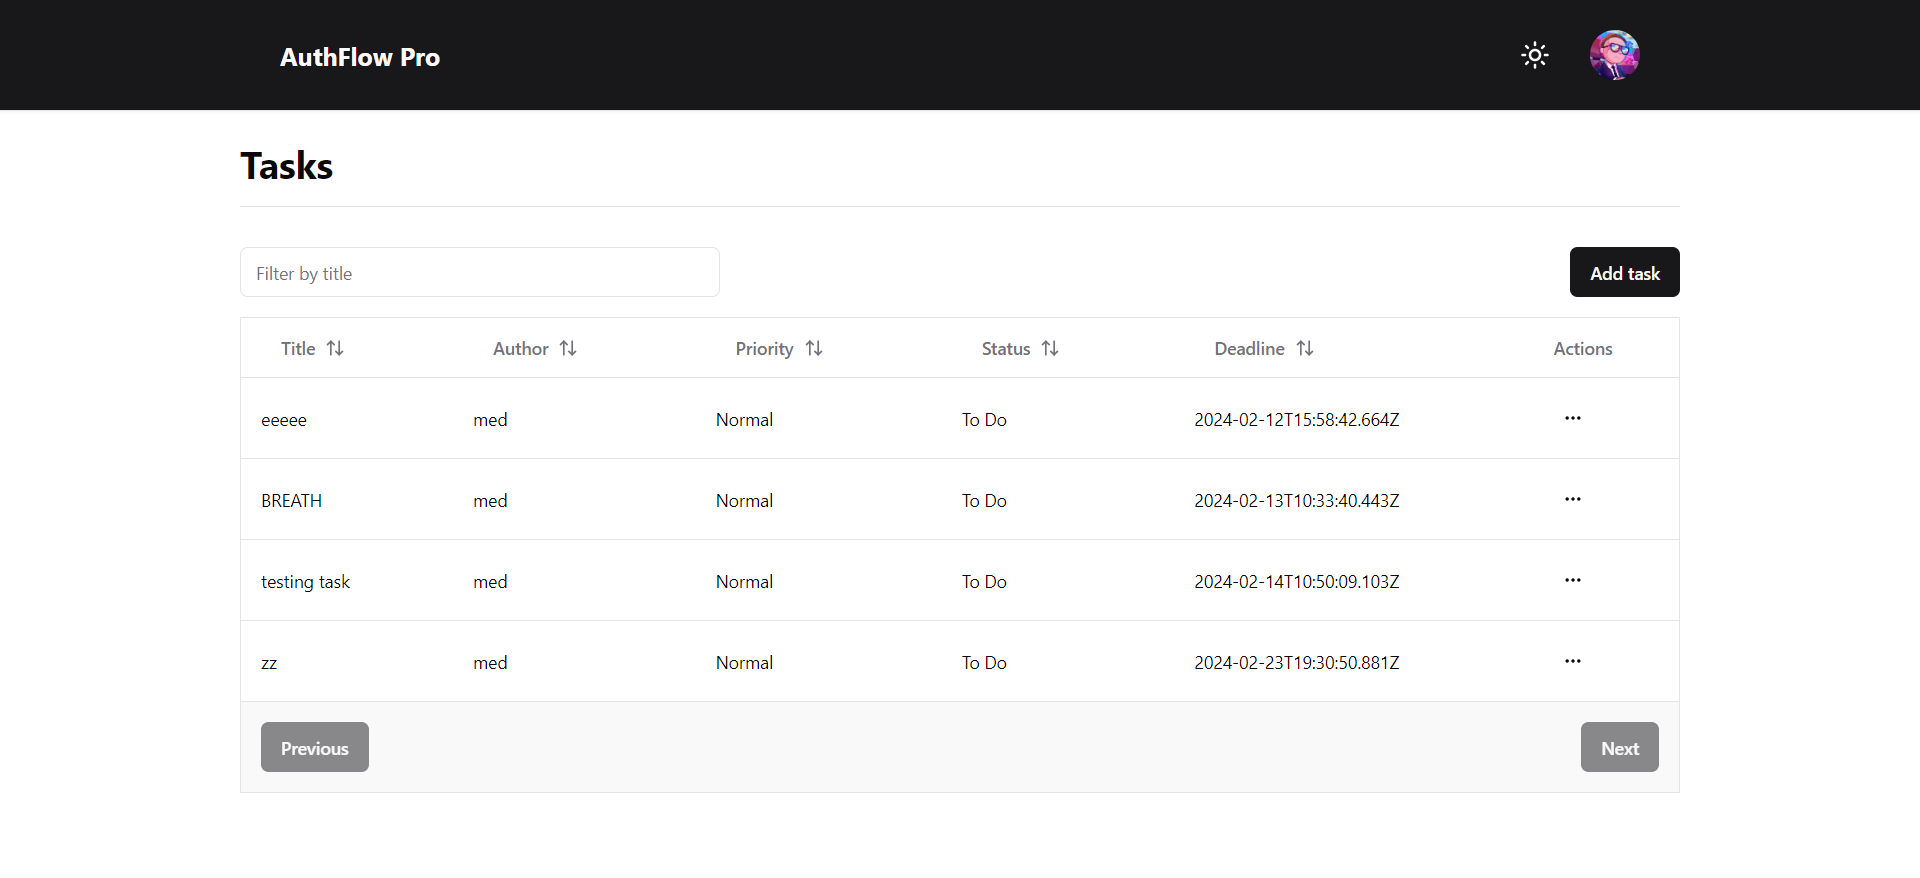 AuthFlow Pro
Tasks
Filter by title
Add task
Title Author Priority Status Deadline Actions
eeeee med Normal To Do 2024-02-12T15:58:42.664Z
BREATH med Normal To Do 2024-02-13T10:33:40.443Z
testing task med Normal To Do 2024-02-14T10:50:09.103Z
zz med Normal To Do 2024-02-23T19:30:50.881Z
Previous Next